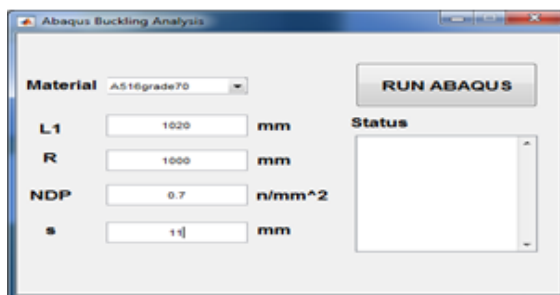 Abaqus Buckling Analysis
Material A516grade70 RUN ABAQUS
L1 1020 mm Status
R 1000 mm
NDP 0.7 n/mm^2
s 11 mm